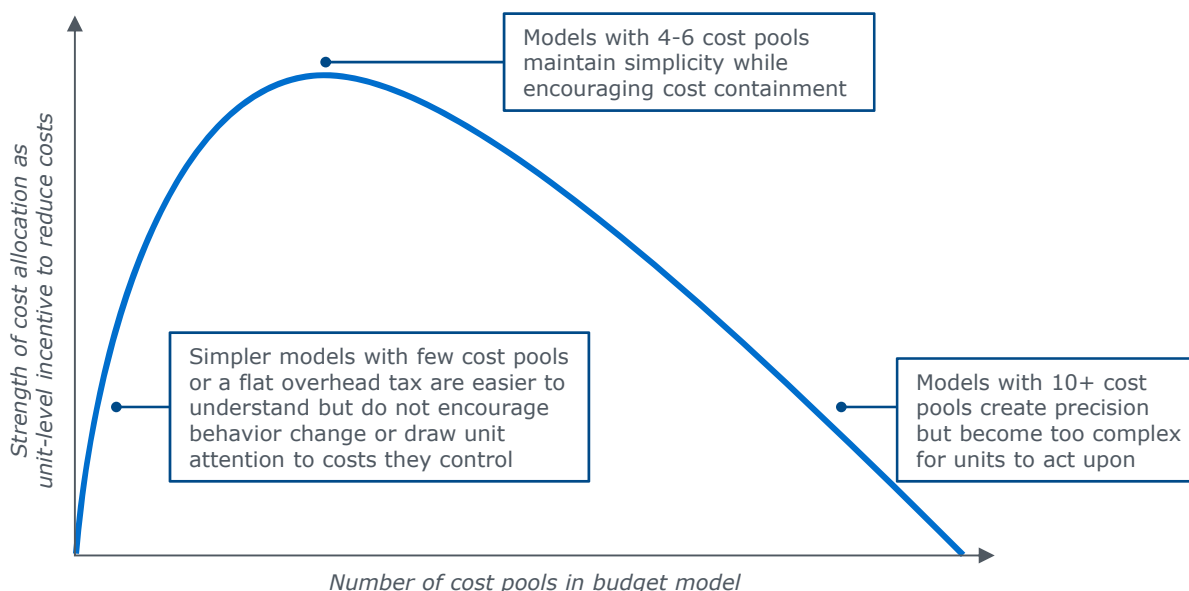 Models with 4-6 cost pools
maintain simplicity while
encouraging cost containment
Strength of cost allocation as
unit-level incentive to reduce costs
Simpler models with few cost pools
or a flat overhead tax are easier to
understand but do not encourage
behavior change or draw unit
attention to costs they control
Models with 10+ cost
pools create precision
but become too complex
for units to act upon
Number of cost pools in budget model